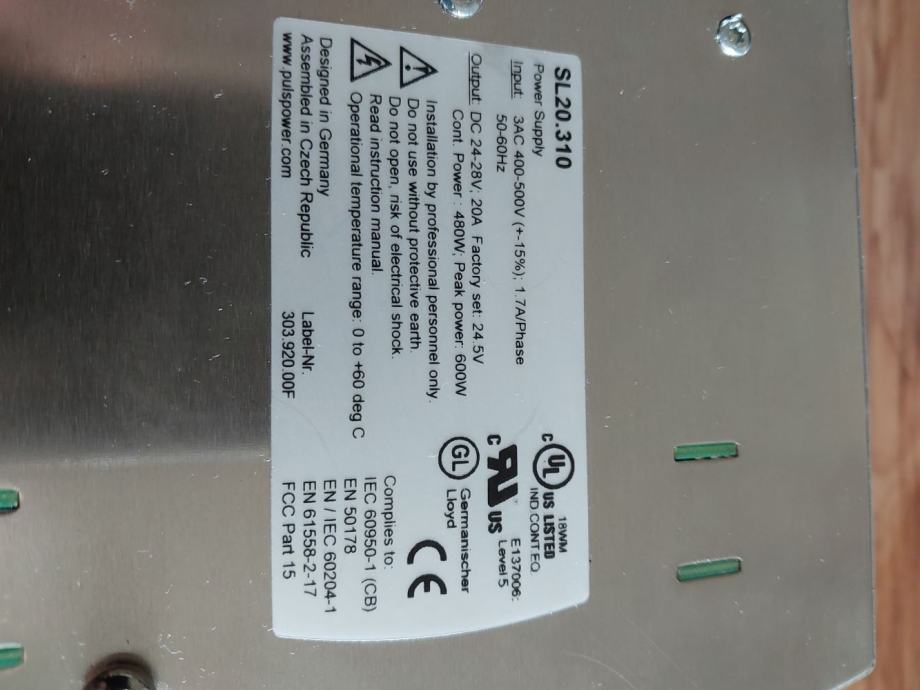 SL20.310
Power Supply
Input: 3AC 400-500V (+-15%); 1.7A/Phase
50-60Hz
Output: DC 24-28V: 20A Factory set: 24.5V
Cont. Power : 480W; Peak power: 600W
Installation by professional personnel only.
Do not use without protective earth.
Do not open, risk of electrical shock.
Read instruction manual.
Operational temperature range: 0 to +60 deg C
Designed in Germany
Assembled in Czech Republic
www.pulspower.com
Label-Nr.
303.920.00F
C UL US LISTED
18WM
IND.CONT.EQ.
C RU US
E137006:
Level 5
GL
Germanischer
Lloyd
CE
Complies to:
IEC 60950-1 (CB)
EN 50178
EN / IEC 60204-1
EN 61558-2-17
FCC Part 15